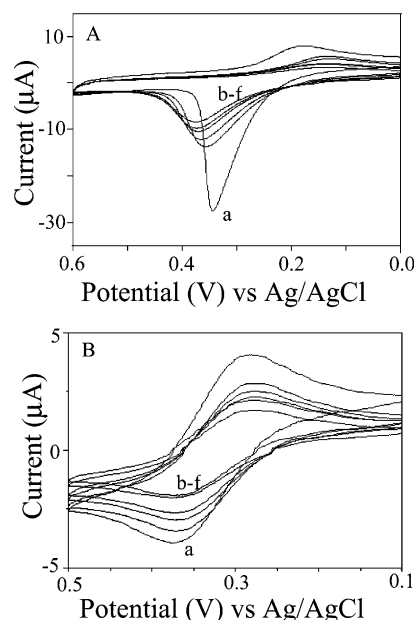 A
10
-10
-30
b-f
a
Current (μA)
0.6
0.4
0.2
0.0
Potential (V) vs Ag/AgCl
B
5
0
-5
b-f
a
Current (μA)
0.5
0.3
0.1
Potential (V) vs Ag/AgCl